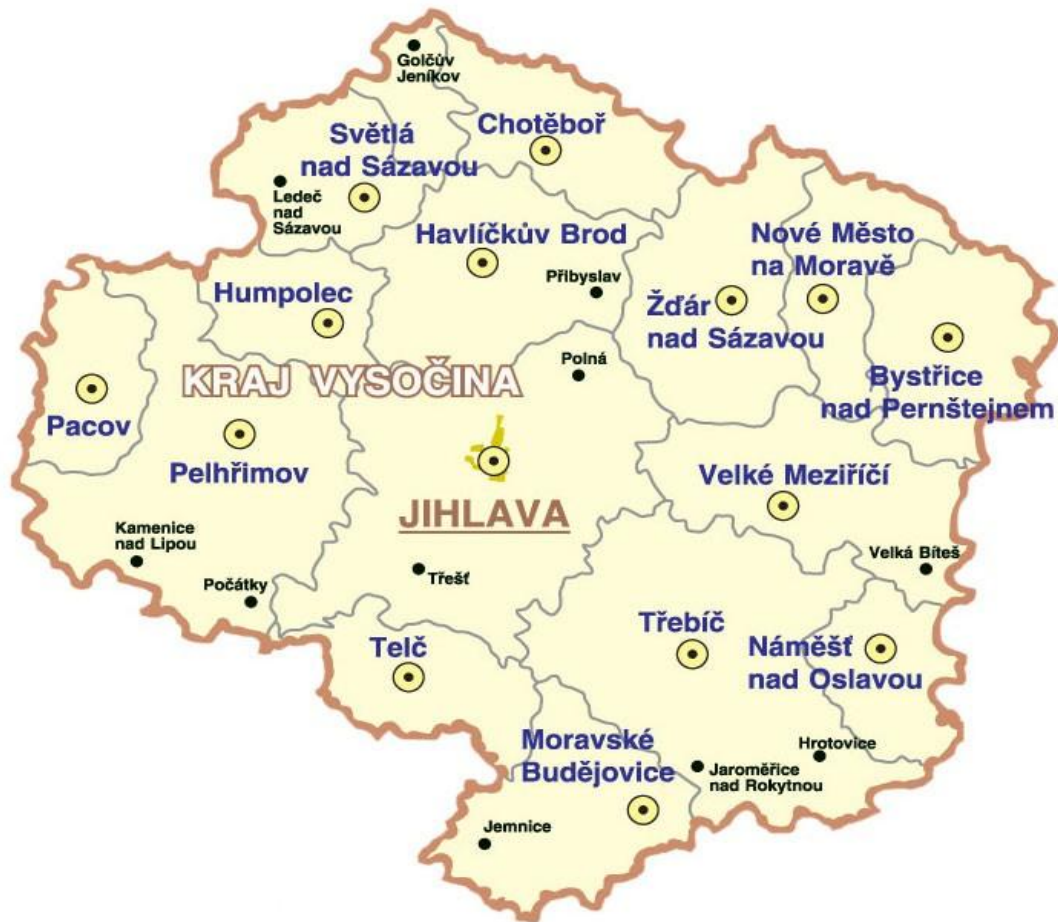 Golčův
Jeníkov
Chotěboř
Světlá
nad Sázavou
Ledeč
nad
Sázavou
Havlíčkův Brod
Přibyslav
Nové Město
na Moravě
Humpolec
Žďár
nad Sázavou
Polná
KRAJ VYSOČINA
Bystřice
nad Pernštejnem
Pacov
Pelhřimov
Velké Meziříčí
JIHLAVA
Kamenice
nad Lipou
Počátky
Třešť
Velká Bíteš
Telč
Třebíč
Náměšť
nad Oslavou
Moravské
Budějovice
Hrotovice
Jaroměřice
nad Rokytnou
Jemnice